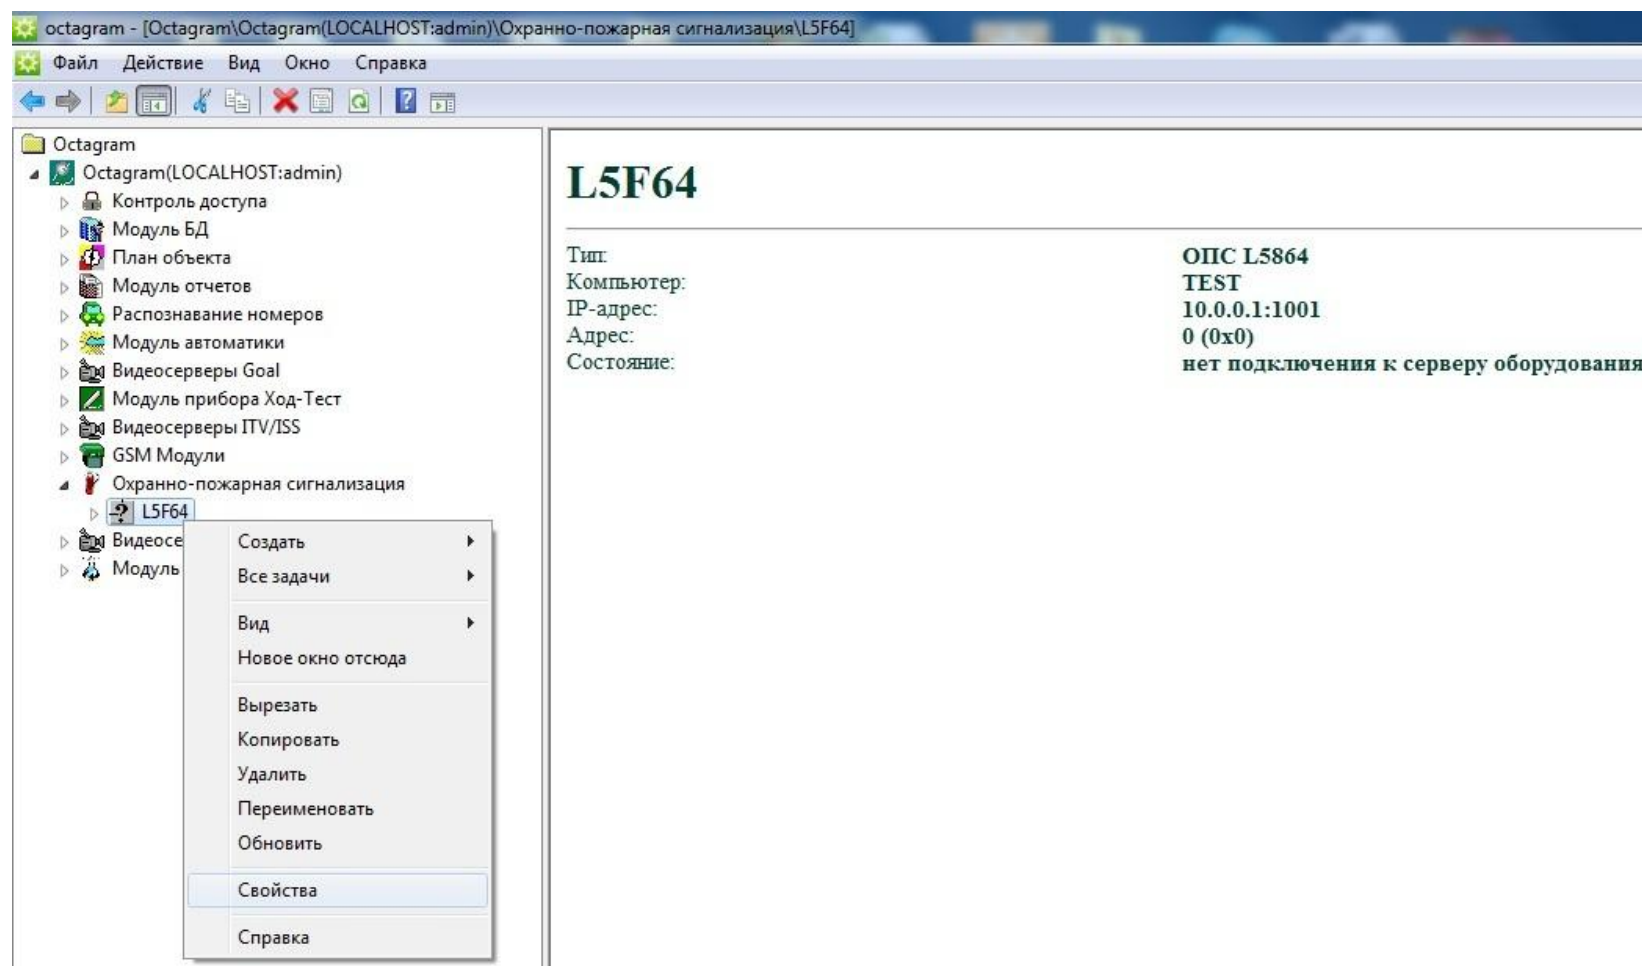 octagram - [Octagram\Octagram(LOCALHOST:admin)\Охранно-пожарная сигнализация\L5F64]
Файл Действие Вид Окно Справка
Octagram
Octagram(LOCALHOST:admin)
Контроль доступа
Модуль БД
План объекта
Модуль отчетов
Распознавание номеров
Модуль автоматики
Видеосерверы Goal
Модуль прибора Ход-Тест
Видеосерверы ITV/ISS
GSM Модули
Охранно-пожарная сигнализация
L5F64
Видеосе
Модуль
Создать
Все задачи
Вид
Новое окно отсюда
Вырезать
Копировать
Удалить
Переименовать
Обновить
Свойства
Справка
L5F64
Тип: ОПС L5864
Компьютер: TEST
IP-адрес: 10.0.0.1:1001
Адрес: 0 (0x0)
Состояние: нет подключения к серверу оборудования